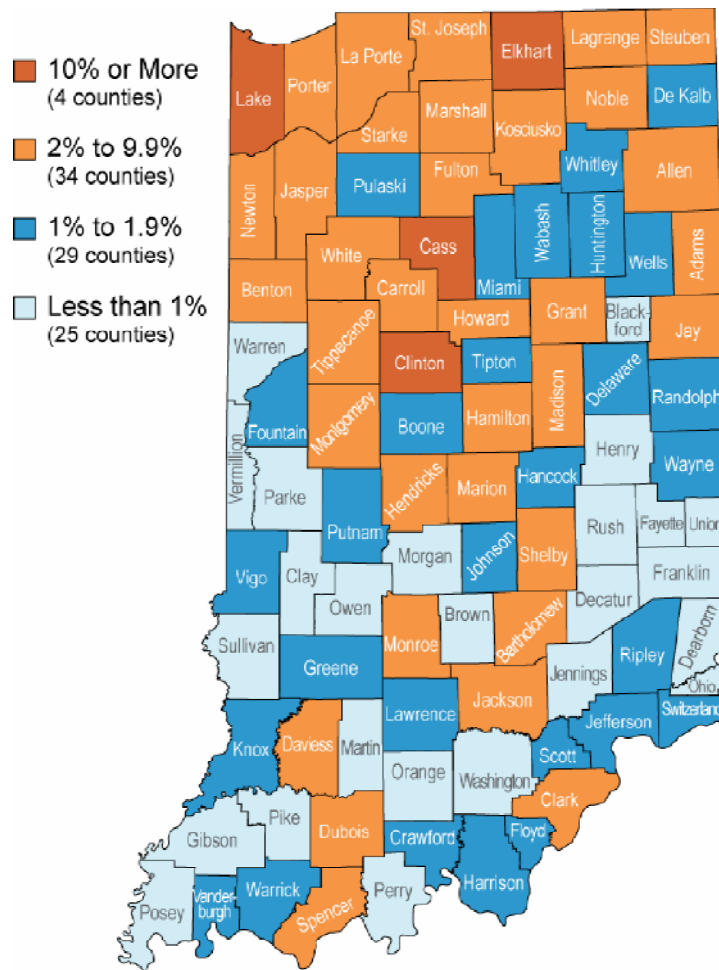 10% or More
(4 counties)
2% to 9.9%
(34 counties)
1% to 1.9%
(29 counties)
Less than 1%
(25 counties)
St. Joseph
Elkhart
Lagrange
Steuben
La Porte
Porter
Lake
Noble
De Kalb
Marshall
Starke
Kosciusko
Whitley
Allen
Newton
Jasper
Pulaski
Fulton
Wabash
Huntington
Wells
Adams
White
Cass
Miami
Benton
Carroll
Grant
Black-
ford
Jay
Howard
Tippecanoe
Warren
Clinton
Tipton
Madison
Delaware
Randolph
Fountain
Montgomery
Boone
Hamilton
Henry
Wayne
Vermillion
Parke
Hendricks
Marion
Hancock
Putnam
Rush
Fayette
Union
Morgan
Johnson
Shelby
Vigo
Clay
Owen
Franklin
Decatur
Brown
Bartholomew
Sullivan
Monroe
Greene
Dearborn
Ripley
Jennings
Ohio
Jackson
Switzerland
Lawrence
Jefferson
Knox
Daviess
Martin
Scott
Orange
Washington
Clark
Pike
Gibson
Dubois
Crawford
Floyd
Harrison
Warrick
Vander-
burgh
Perry
Posey
Spencer